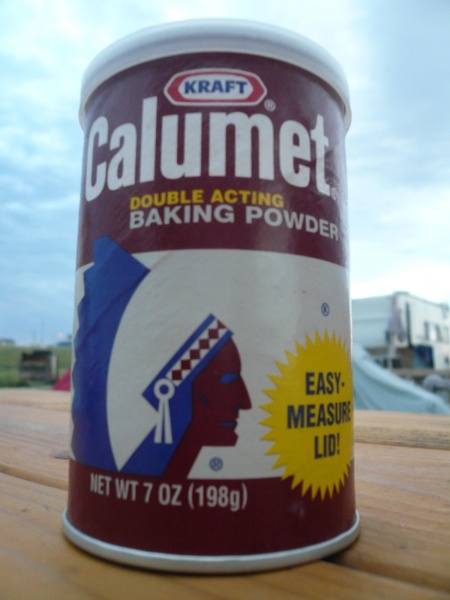 KRAFT
®
Calumet
DOUBLE ACTING
BAKING POWDER
®
EASY-
MEASURE
LID!
®
NET WT 7 OZ (198g)